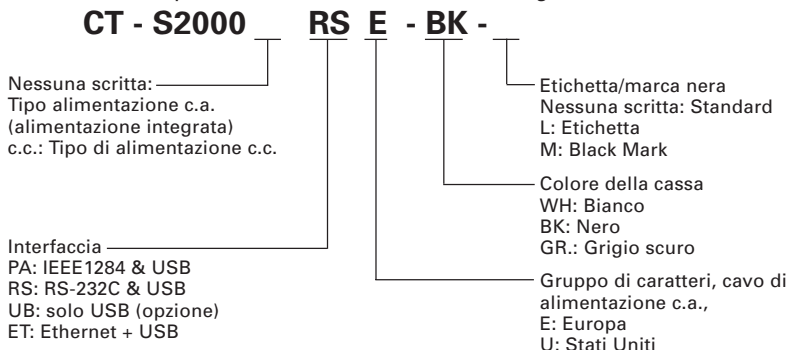 CT - S2000 __ RS E - BK - __
Nessuna scritta:
Tipo alimentazione c.a.
(alimentazione integrata)
c.c.: Tipo di alimentazione c.c.
Interfaccia
PA: IEEE1284 & USB
RS: RS-232C & USB
UB: solo USB (opzione)
ET: Ethernet + USB
Etichetta/marca nera
Nessuna scritta: Standard
L: Etichetta
M: Black Mark
Colore della cassa
WH: Bianco
BK: Nero
GR.: Grigio scuro
Gruppo di caratteri, cavo di
alimentazione c.a.,
E: Europa
U: Stati Uniti